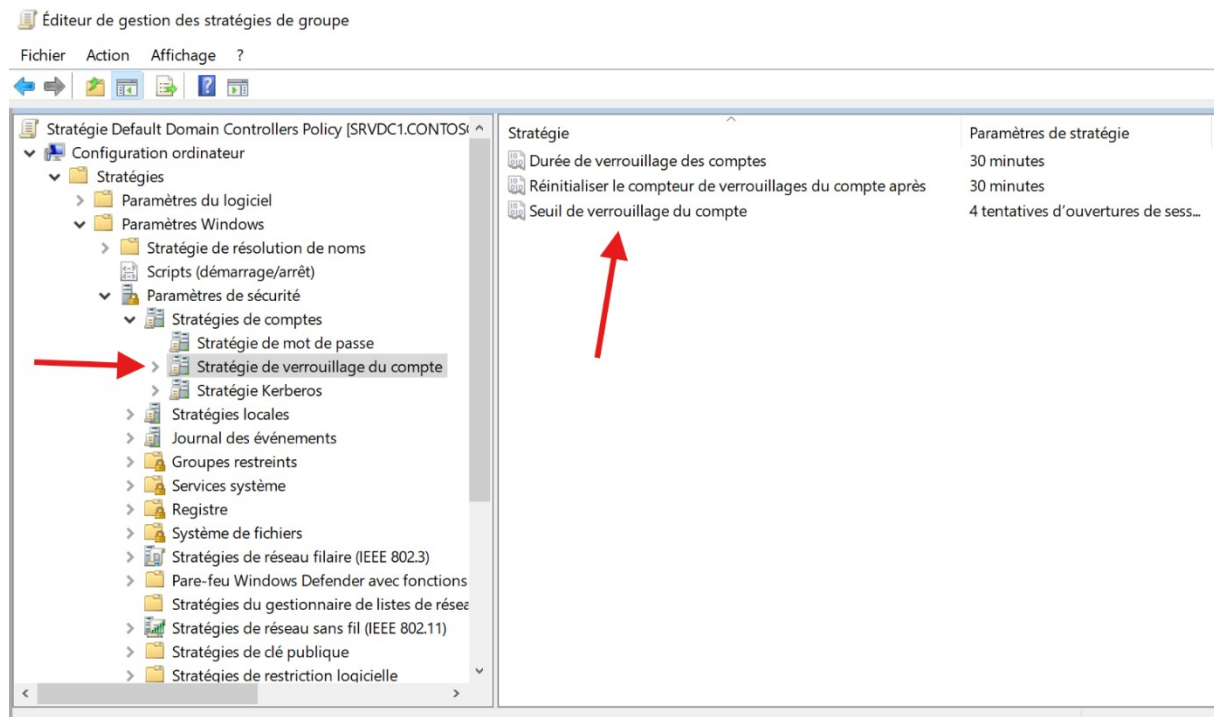 Éditeur de gestion des stratégies de groupe
Fichier Action Affichage ?
Stratégie Default Domain Controllers Policy [SRVDC1.CONTOSO
Configuration ordinateur
Stratégies
Paramètres du logiciel
Paramètres Windows
Stratégie de résolution de noms
Scripts (démarrage/arrêt)
Paramètres de sécurité
Stratégies de comptes
Stratégie de mot de passe
Stratégie de verrouillage du compte
Stratégie Kerberos
Stratégies locales
Journal des événements
Groupes restreints
Services système
Registre
Système de fichiers
Stratégies de réseau filaire (IEEE 802.3)
Pare-feu Windows Defender avec fonctions
Stratégies du gestionnaire de listes de résea
Stratégies de réseau sans fil (IEEE 802.11)
Stratégies de clé publique
Stratégies de restriction logicielle
Stratégie Paramètres de stratégie
Durée de verrouillage des comptes 30 minutes
Réinitialiser le compteur de verrouillages du compte après 30 minutes
Seuil de verrouillage du compte 4 tentatives d'ouvertures de sess...